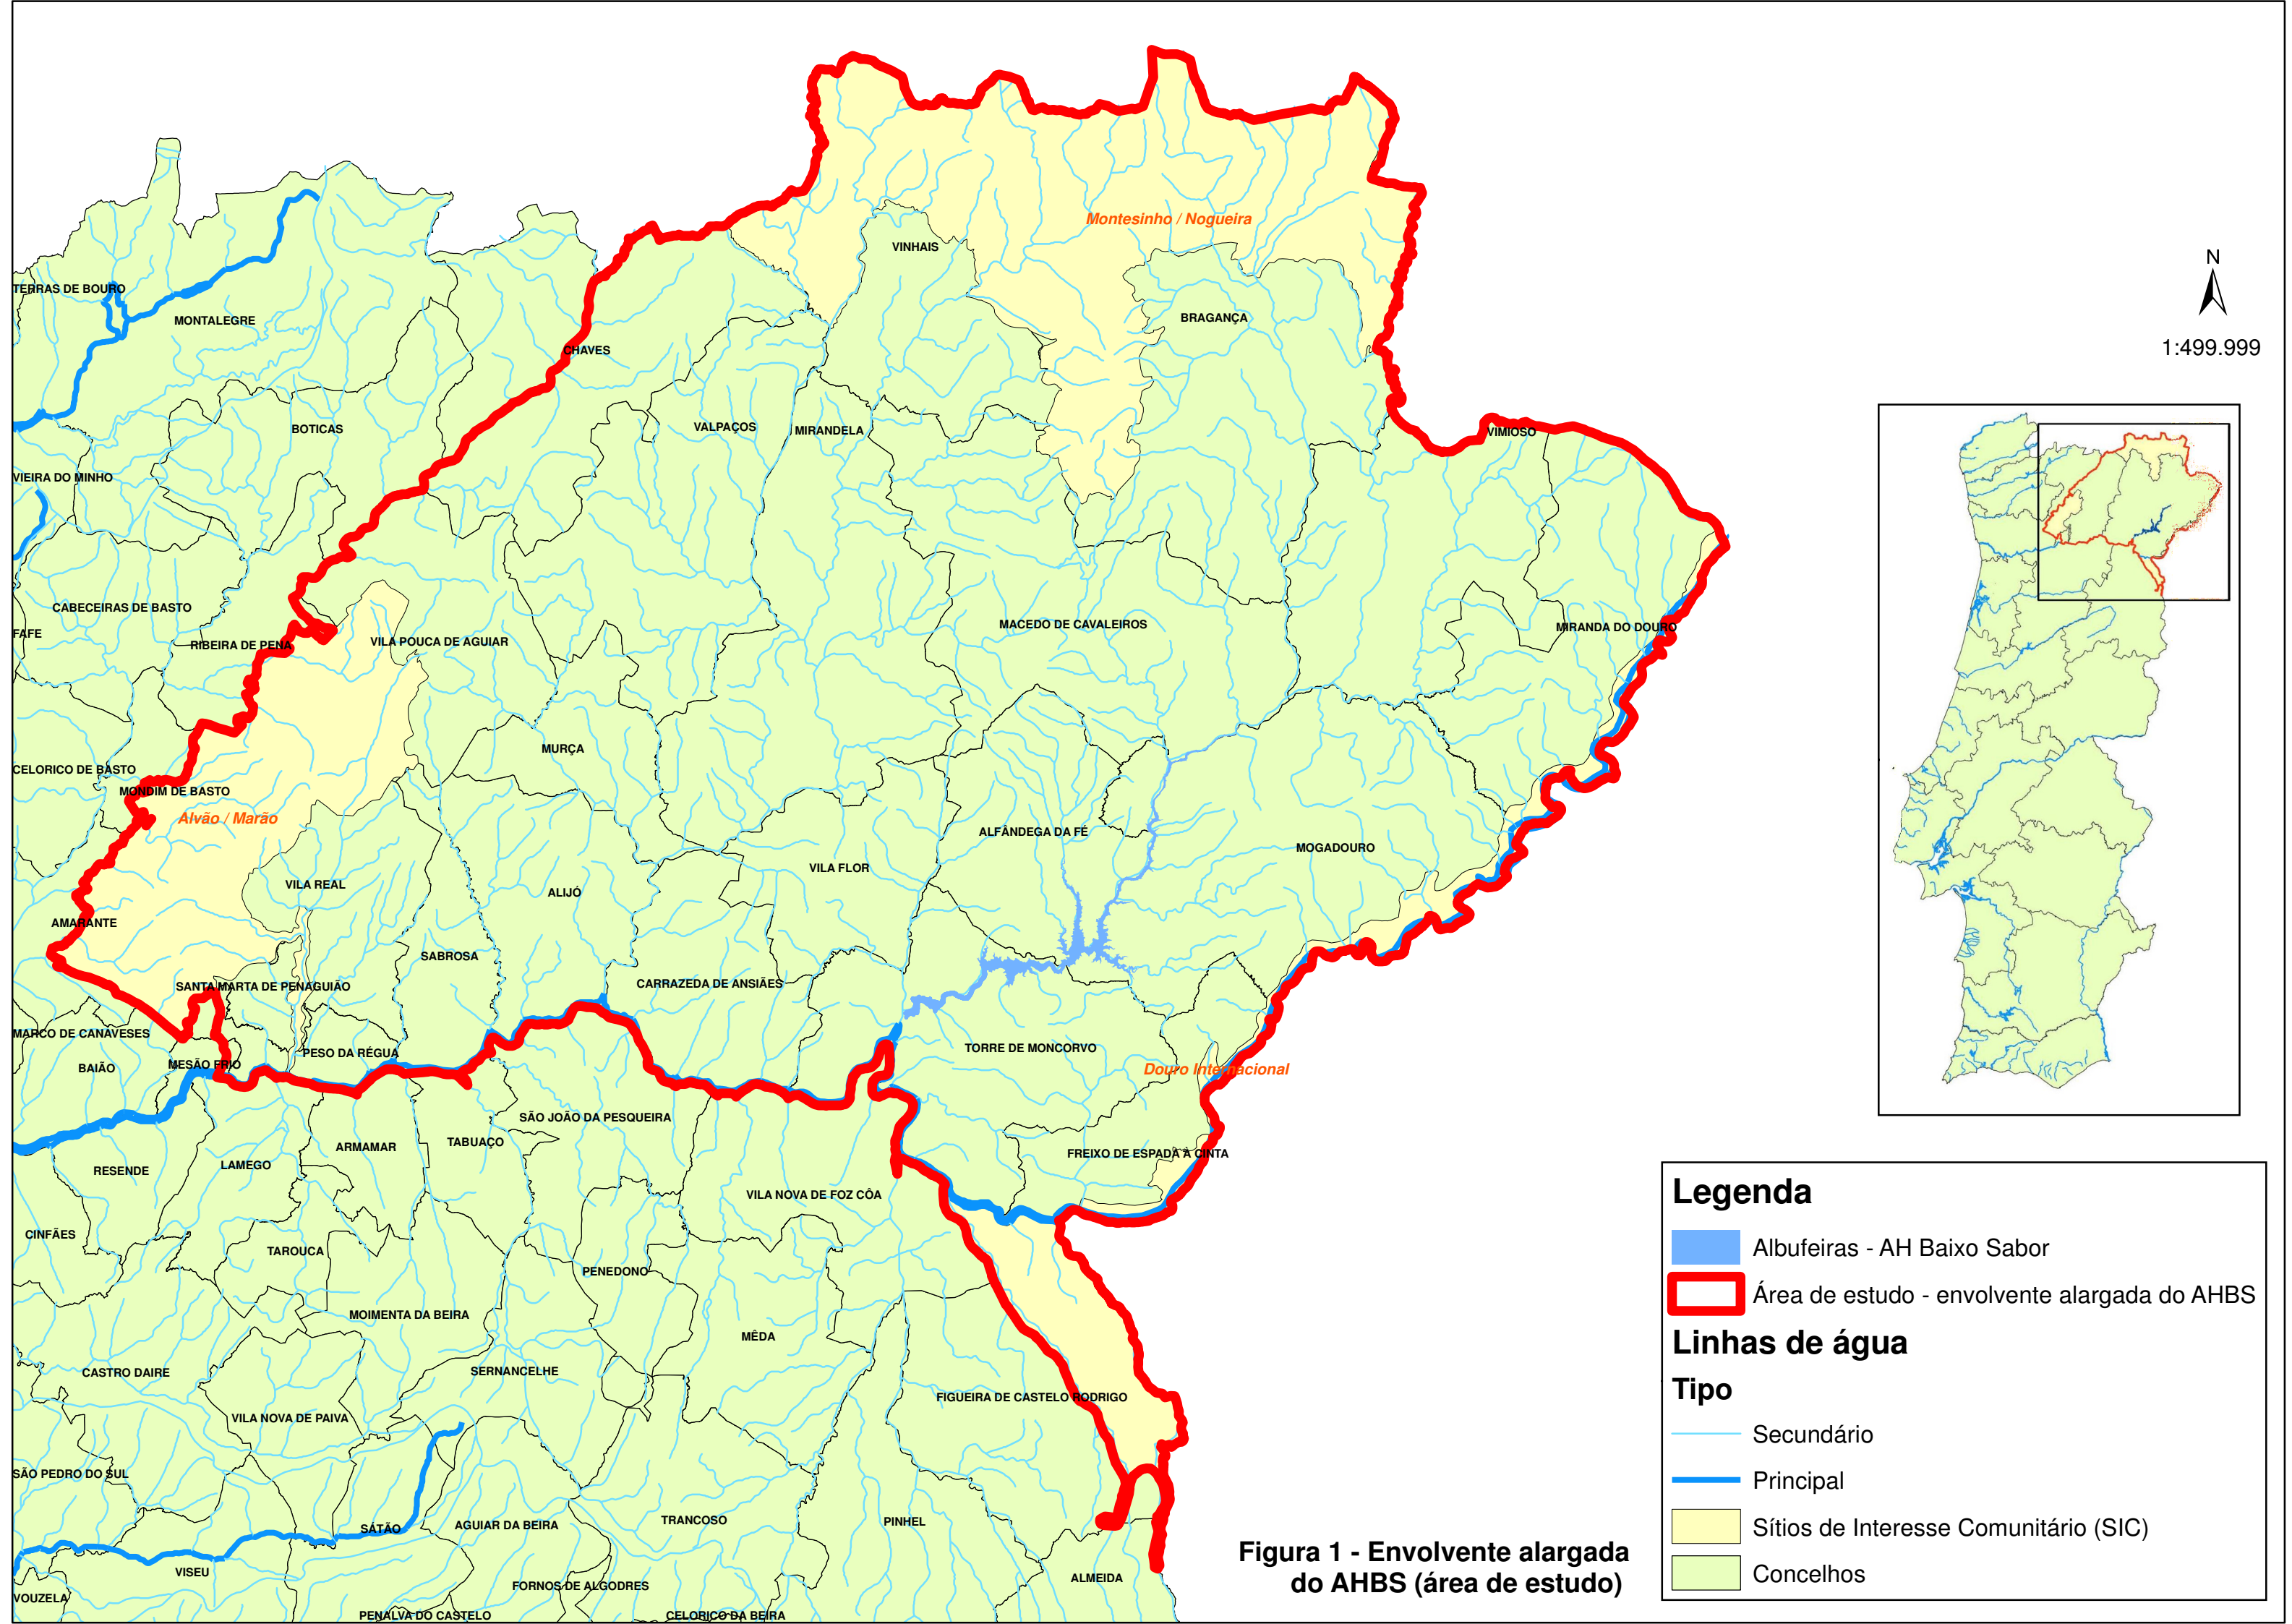 Montesinho / Nogueira
VINHAIS
N
TERRAS DE BOURO
MONTALEGRE
BRAGANÇA
1:499.999
CHAVES
BOTICAS
VALPAÇOS
MIRANDELA
VIMIOSO
VIEIRA DO MINHO
CABECEIRAS DE BASTO
FAFE
RIBEIRA DE PENA
VILA POUCA DE AGUIAR
MACEDO DE CAVALEIROS
MIRANDA DO DOURO
MURÇA
CELORICO DE BASTO
MONDIM DE BASTO
Alvão / Marão
ALFÂNDEGA DA FÉ
MOGADOURO
VILA FLOR
VILA REAL
ALIJÓ
AMARANTE
SABROSA
CARRAZEDA DE ANSIÃES
SANTA MARTA DE PENAGUIÃO
MARCO DE CANAVESES
BAIÃO
MESÃO FRIO
PESO DA RÉGUA
TORRE DE MONCORVO
Douro Internacional
SÃO JOÃO DA PESQUEIRA
ARMAMAR
TABUAÇO
FREIXO DE ESPADA À CINTA
RESENDE
LAMEGO
VILA NOVA DE FOZ CÔA
CINFÃES
TAROUCA
PENEDONO
MOIMENTA DA BEIRA
MÊDA
CASTRO DAIRE
SERNANCELHE
FIGUEIRA DE CASTELO RODRIGO
VILA NOVA DE PAIVA
SÃO PEDRO DO SUL
SÁTÃO
AGUIAR DA BEIRA
TRANCOSO
PINHEL
VISEU
FORNOS DE ALGODRES
ALMEIDA
VOUZELA
PENALVA DO CASTELO
CELORICO DA BEIRA
Figura 1 - Envolvente alargada
do AHBS (área de estudo)
Legenda
Albufeiras - AH Baixo Sabor
Área de estudo - envolvente alargada do AHBS
Linhas de água
Tipo
Secundário
Principal
Sítios de Interesse Comunitário (SIC)
Concelhos